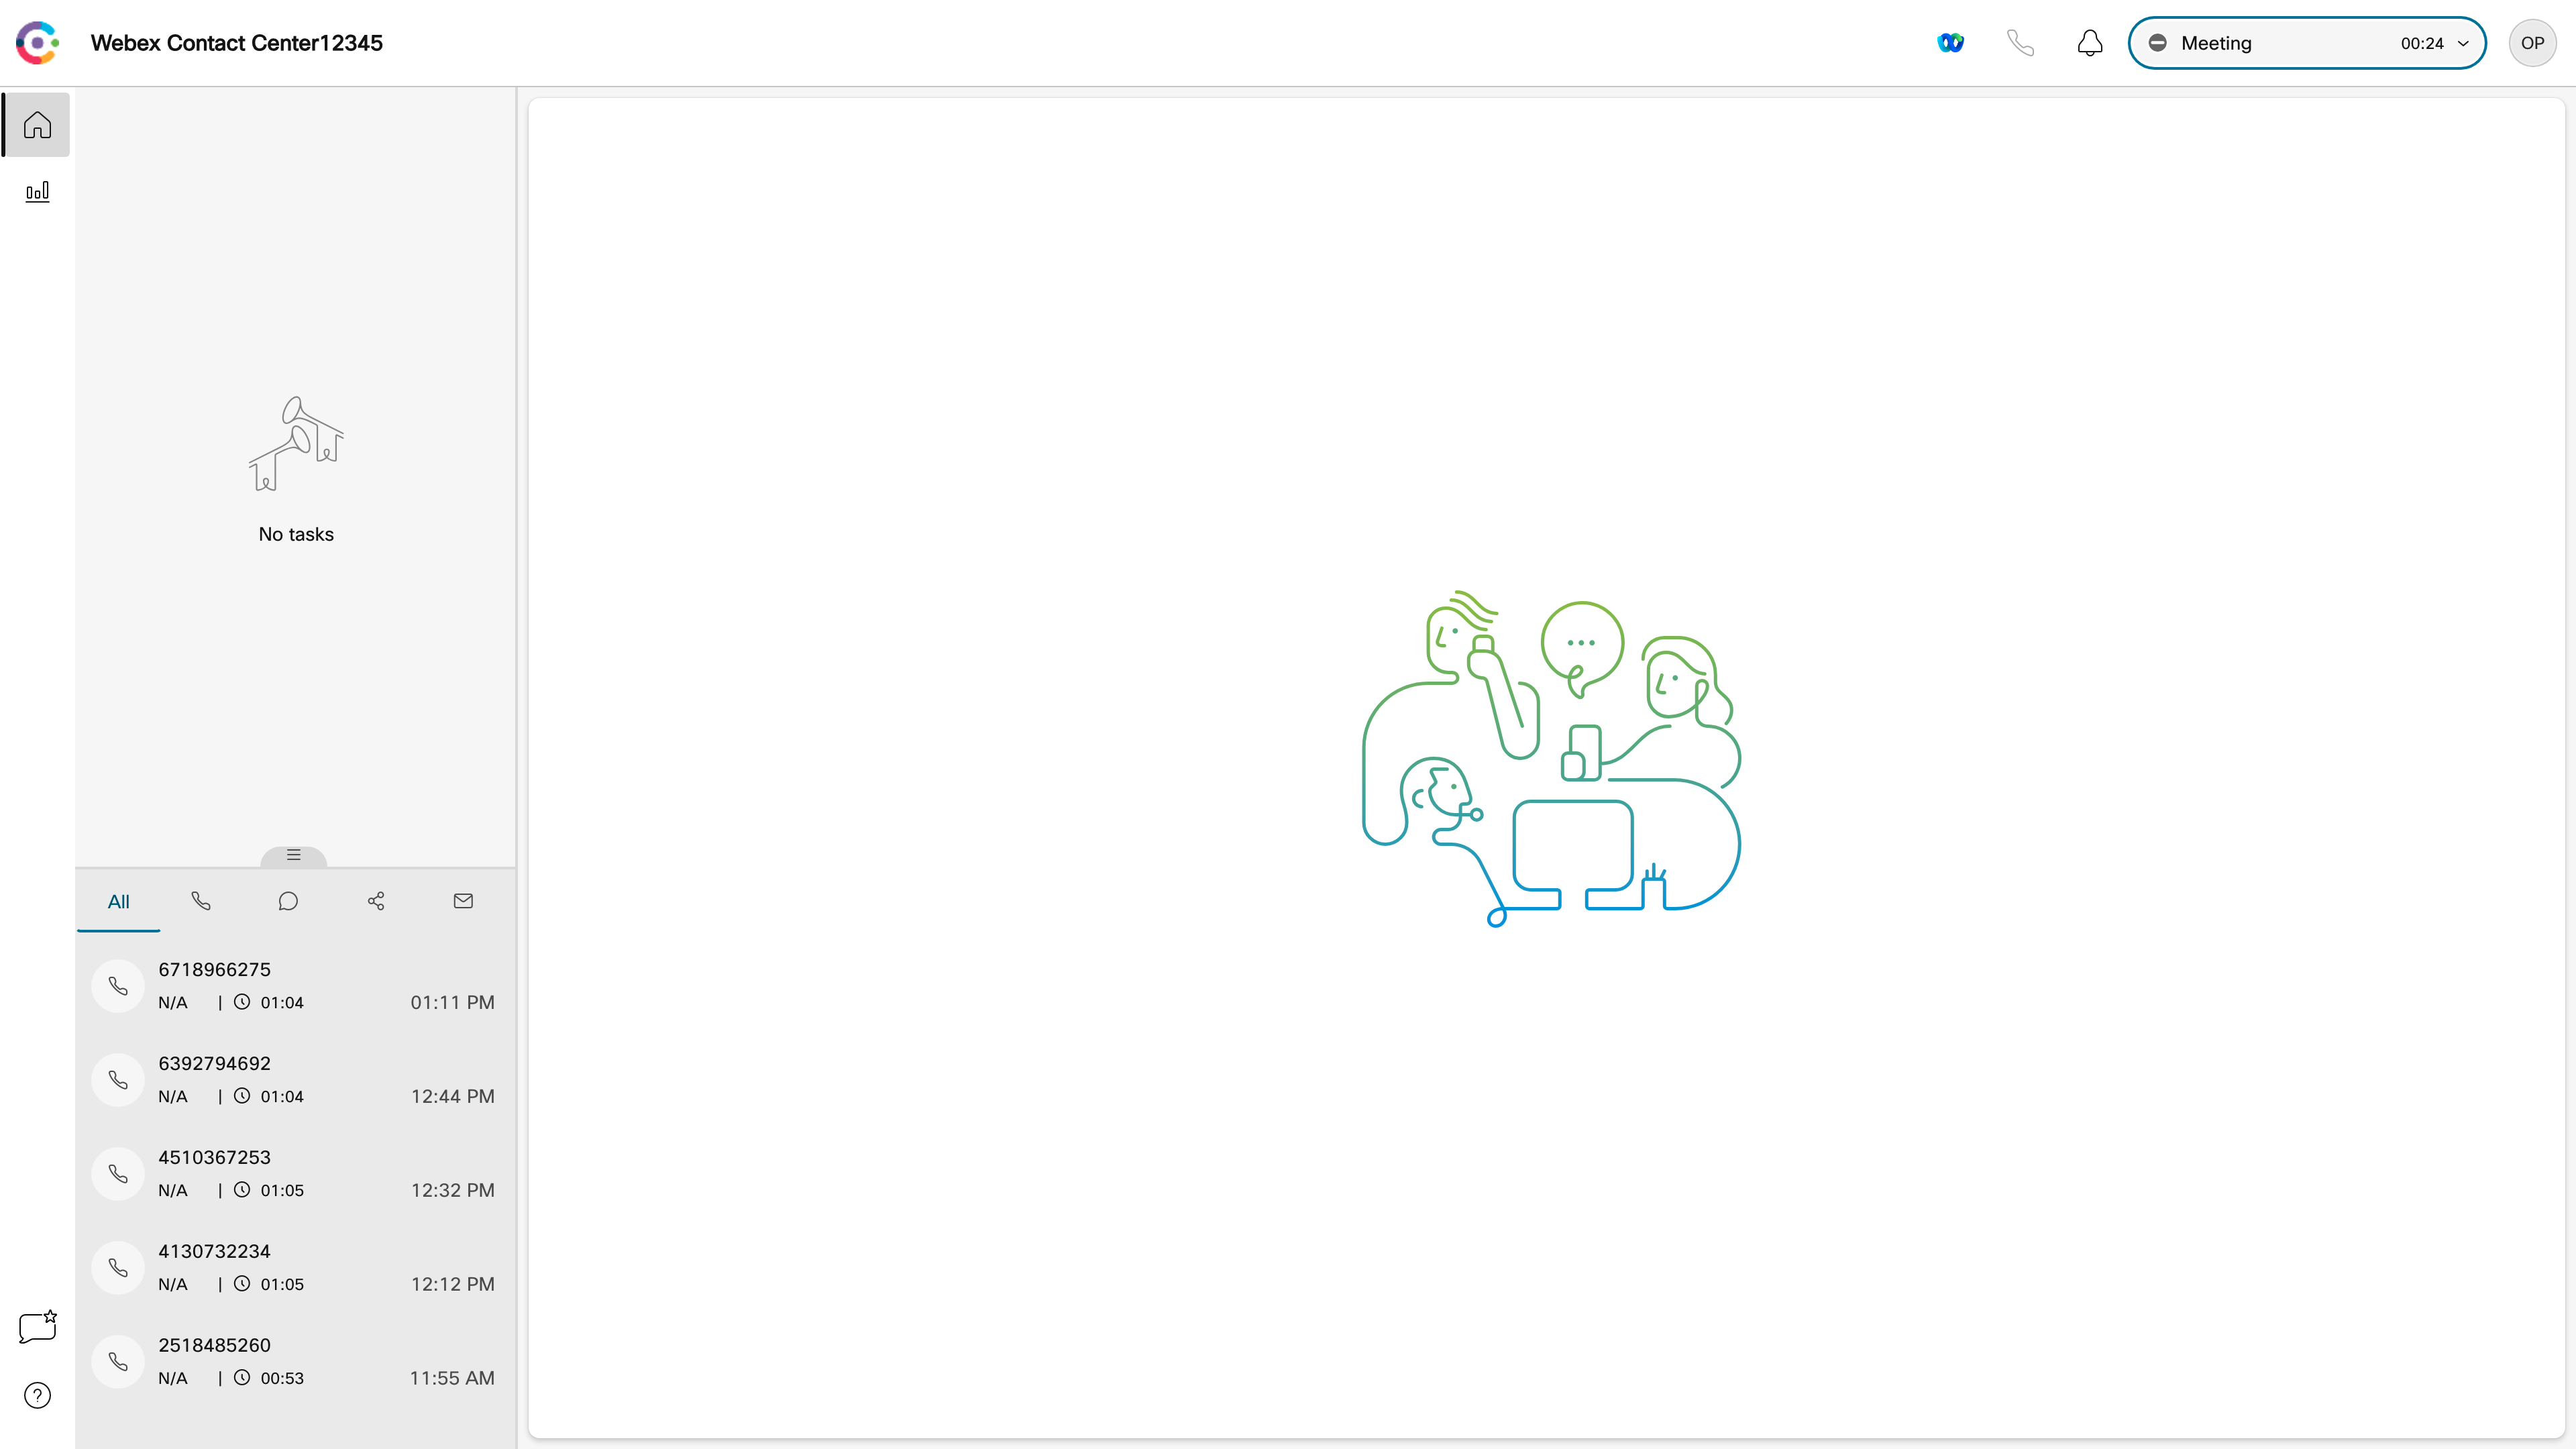 Webex Contact Center12345
Meeting 00:24
OP
No tasks
All
6718966275
N/A | 01:04 01:11 PM
6392794692
N/A | 01:04 12:44 PM
4510367253
N/A | 01:05 12:32 PM
4130732234
N/A | 01:05 12:12 PM
2518485260
N/A | 00:53 11:55 AM